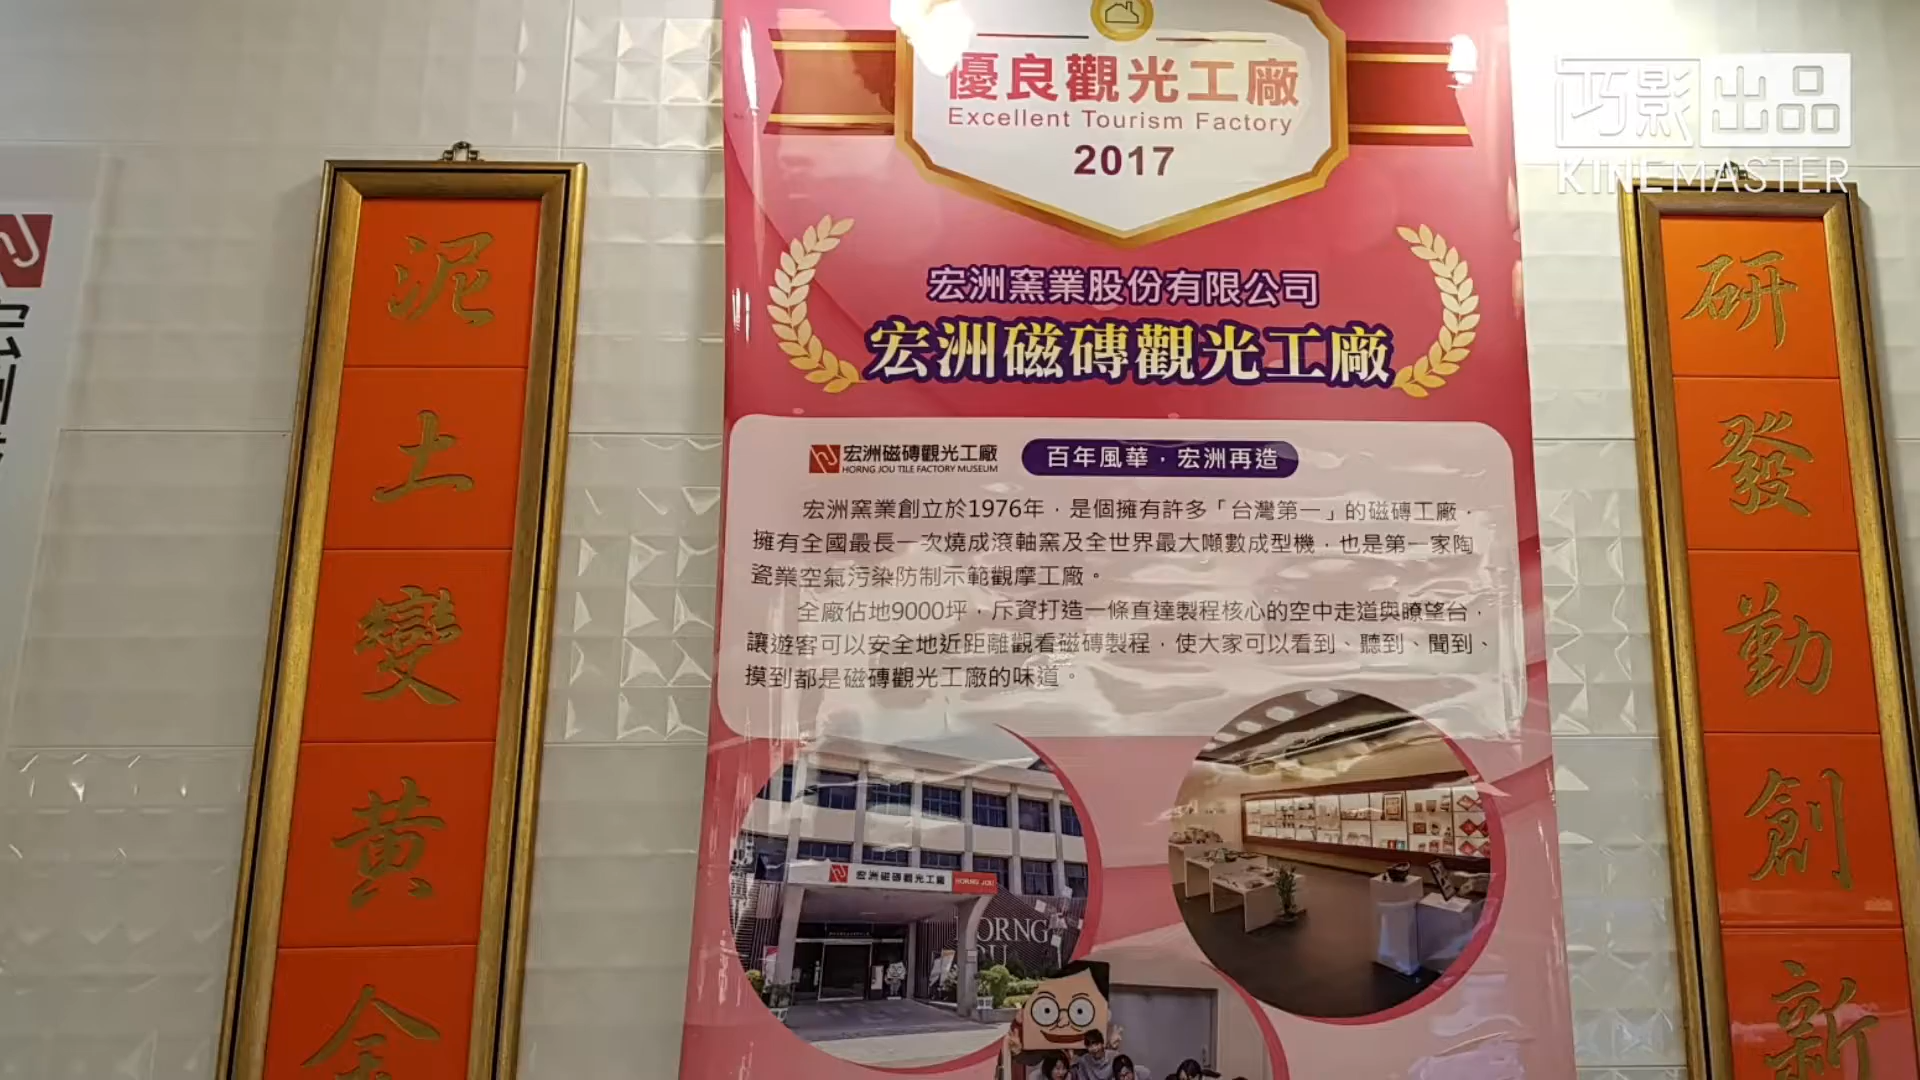 優良觀光工廠
Excellent Tourism Factory
2017
巧影出品
KINEMASTER
泥土變黃金
研發勤創新
宏洲窯業股份有限公司
宏洲磁磚觀光工廠
宏洲磁磚觀光工廠
HORNG JOU TILE FACTORY MUSEUM
百年風華．宏洲再造
宏洲窯業創立於1976年，是個擁有許多「台灣第一」的磁磚工廠，
擁有全國最長一次燒成滾軸窯及全世界最大噸數成型機，也是第一家陶
瓷業空氣污染防制示範觀摩工廠。
全廠佔地9000坪，斥資打造一條直達製程核心的空中走道與瞭望台，
讓遊客可以安全地近距離觀看磁磚製程，使大家可以看到、聽到、聞到、
摸到都是磁磚觀光工廠的味道。
宏洲磁磚觀光工廠
HORNG JOU